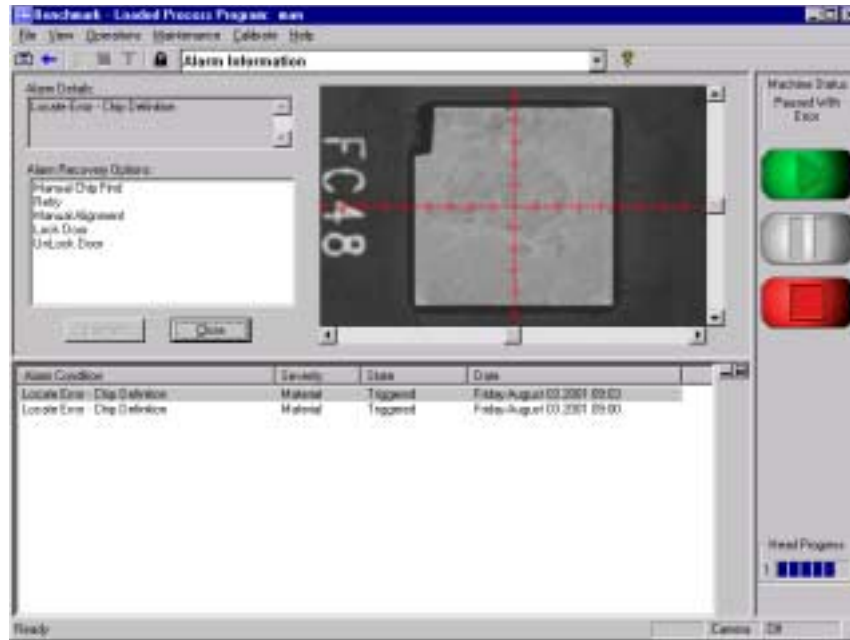 Benchmark - Loaded Process Program: man
File View Operations Maintenance Calibrate Help
Alarm Information
Alarm Details:
Locate Error - Chip Definition
Alarm Recovery Options:
Manual Chip Find
Retry
Manual Alignment
Lock Door
UnLock Door
Close
FC48
Machine Status
Paused With
Error
Alarm Condition Severity State Date
Locate Error - Chip Definition Material Triggered Friday August 03 2001 09:03
Locate Error - Chip Definition Material Triggered Friday August 03 2001 09:00
Head Progress
1
Ready Camera Off